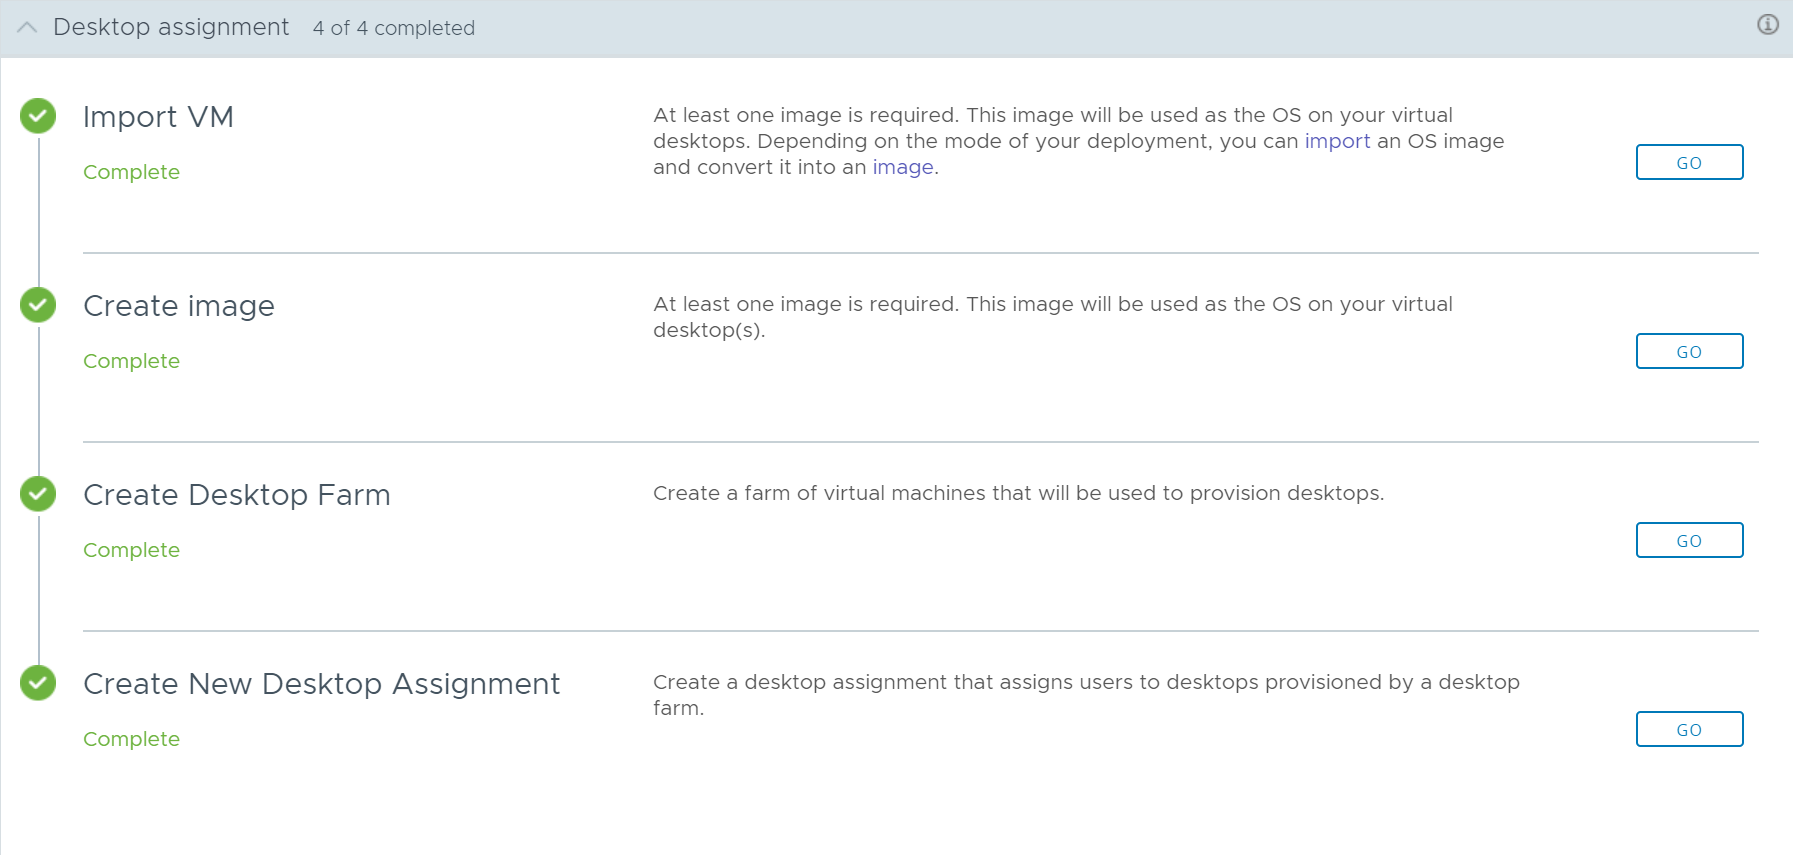 Desktop assignment 4 of 4 completed
Import VM
Complete
At least one image is required. This image will be used as the OS on your virtual
desktops. Depending on the mode of your deployment, you can import an OS image
and convert it into an image.
GO
Create image
Complete
At least one image is required. This image will be used as the OS on your virtual
desktop(s).
GO
Create Desktop Farm
Complete
Create a farm of virtual machines that will be used to provision desktops.
GO
Create New Desktop Assignment
Complete
Create a desktop assignment that assigns users to desktops provisioned by a desktop
farm.
GO